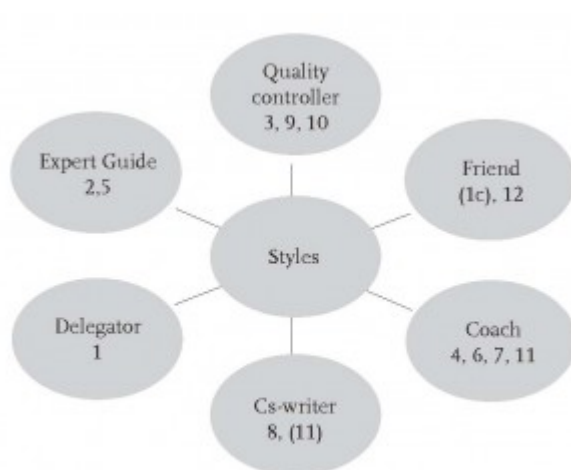 Quality
controller
3, 9, 10
Expert Guide
2,5
Friend
(1c), 12
Styles
Delegator
1
Coach
4, 6, 7, 11
Cs-writer
8, (11)